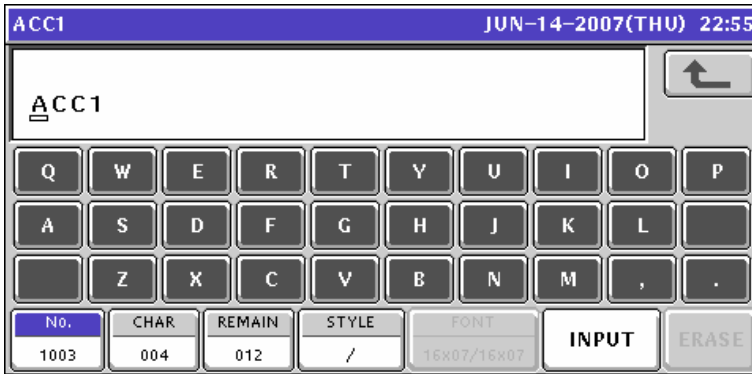 ACC1 JUN-14-2007(THU) 22:55
ACC1
Q W E R T Y U I O P
A S D F G H J K L
Z X C V B N M , .
No. CHAR REMAIN STYLE FONT INPUT ERASE
1003 004 012 / 16x07/16x07